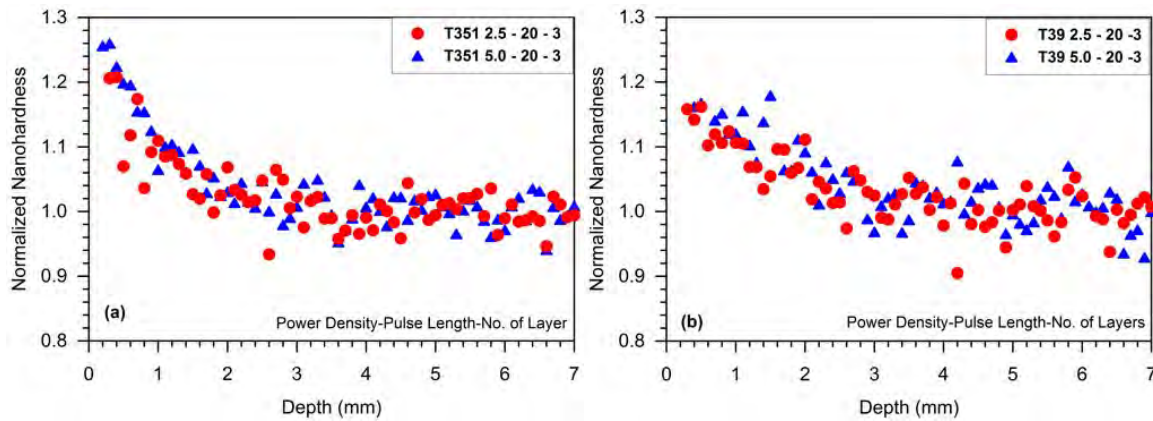 1.3
1.2
1.1
1.0
0.9
0.8
Normalized Nanohardness
T351 2.5 - 20 - 3
T351 5.0 - 20 - 3
(a)
Power Density-Pulse Length-No. of Layer
0 1 2 3 4 5 6 7
Depth (mm)
1.3
1.2
1.1
1.0
0.9
0.8
Normalized Nanohardness
T39 2.5 - 20 -3
T39 5.0 - 20 - 3
(b)
Power Density-Pulse Length-No. of Layers
0 1 2 3 4 5 6 7
Depth (mm)